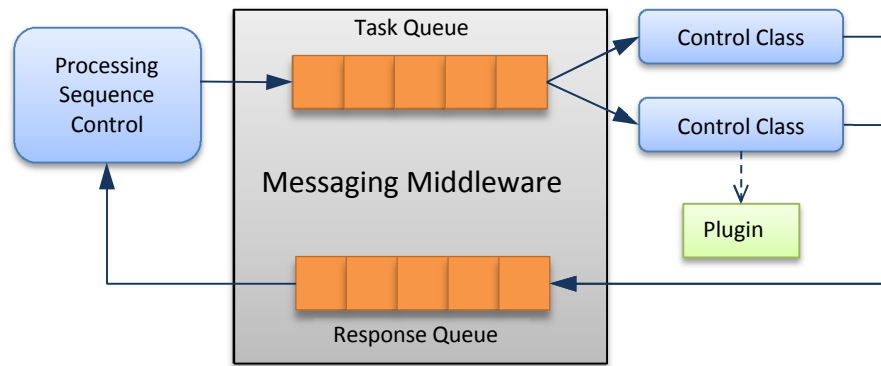 Task Queue
Processing
Sequence
Control
Control Class
Control Class
Messaging Middleware
Plugin
Response Queue